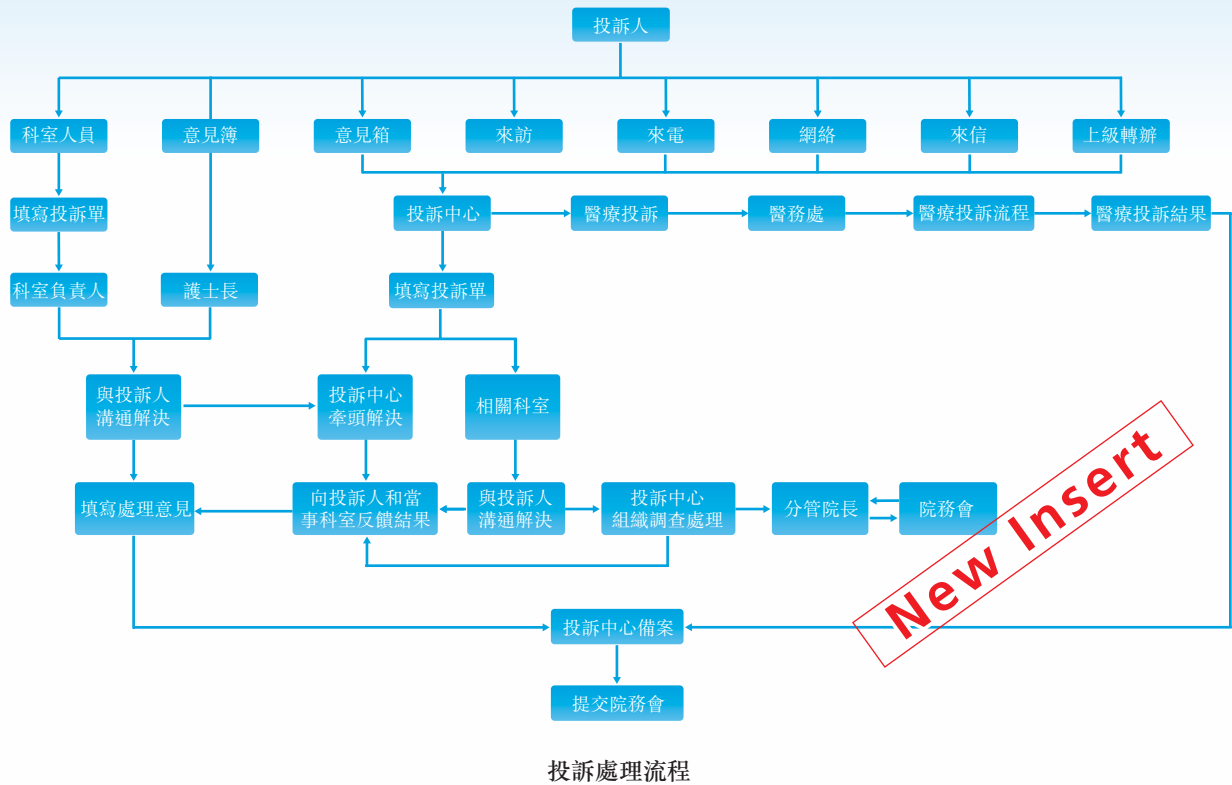 投訴人
科室人員
意見簿
意見箱
來訪
來電
網絡
來信
上級轉辦
填寫投訴單
投訴中心
醫療投訴
醫務處
醫療投訴流程
醫療投訴結果
科室負責人
護士長
填寫投訴單
與投訴人
溝通解決
投訴中心
牽頭解決
相關科室
填寫處理意見
向投訴人和當
事科室反饋結果
與投訴人
溝通解決
投訴中心
組織調查處理
分管院長
院務會
New Insert
投訴中心備案
提交院務會
投訴處理流程